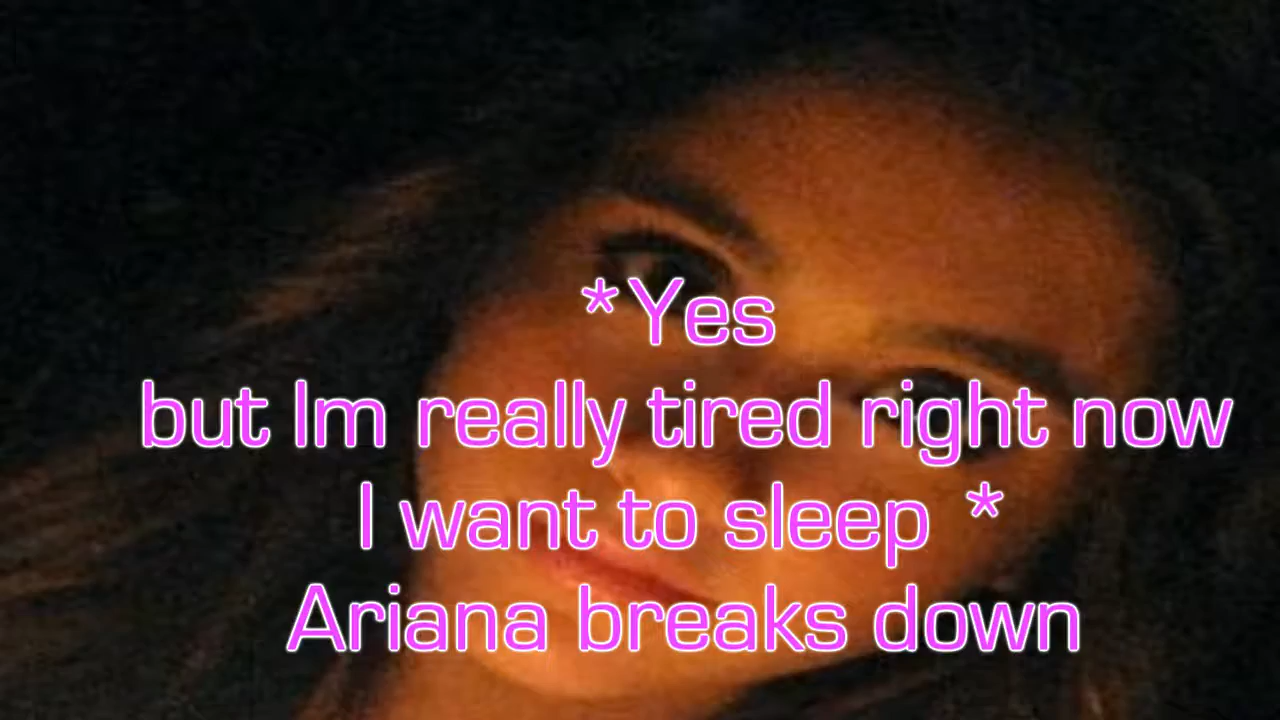 *Yes
but Im really tired right now
I want to sleep *
Ariana breaks down